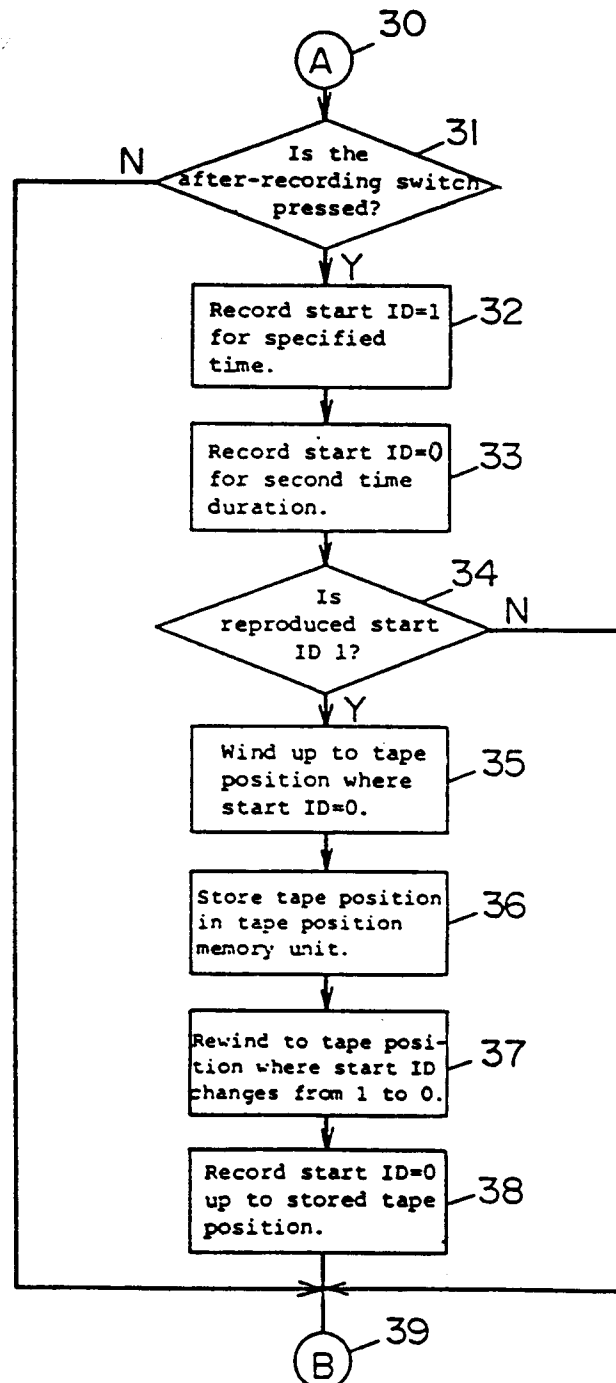 30
A
31
N
Is the
after-recording switch
pressed?
Y
Record start ID=1
for specified
time.
32
Record start ID=0
for second time
duration.
33
34
Is
reproduced start
ID 1?
N
Y
Wind up to tape
position where
start ID=0.
35
Store tape position
in tape position
memory unit.
36
Rewind to tape posi-
tion where start ID
changes from 1 to 0.
37
Record start ID=0
up to stored tape
position.
38
39
B